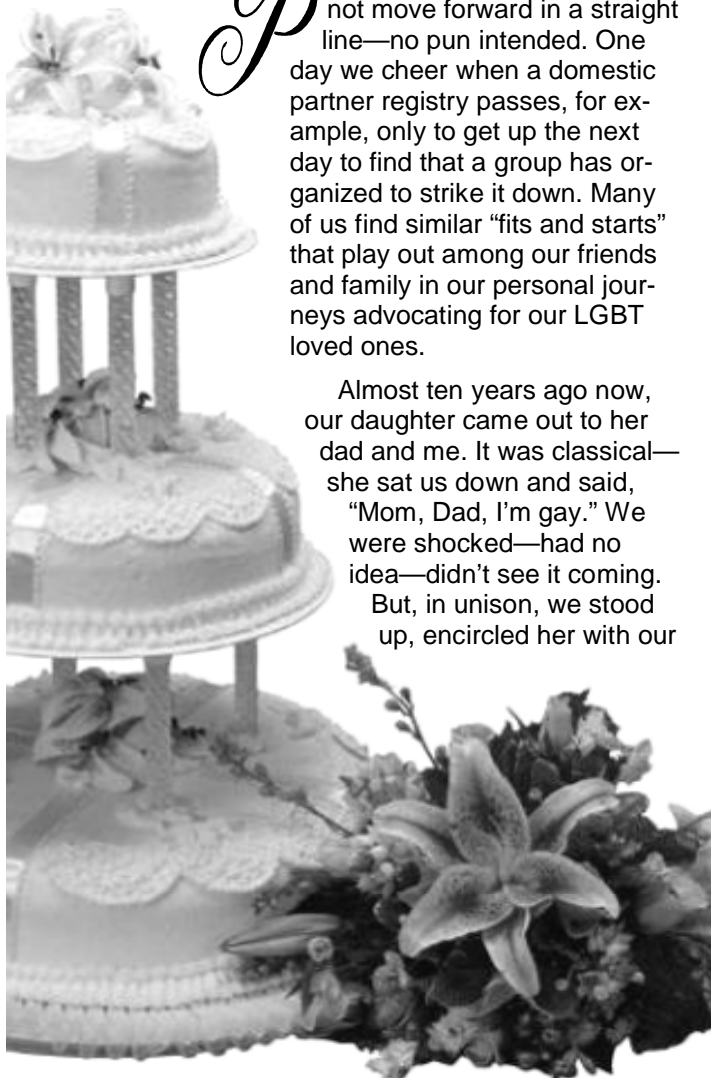 P
not move forward in a straight
line—no pun intended. One
day we cheer when a domestic
partner registry passes, for ex-
ample, only to get up the next
day to find that a group has or-
ganized to strike it down. Many
of us find similar “fits and starts”
that play out among our friends
and family in our personal jour-
neys advocating for our LGBT
loved ones.
Almost ten years ago now,
our daughter came out to her
dad and me. It was classical—
she sat us down and said,
“Mom, Dad, I’m gay.” We
were shocked—had no
idea—didn’t see it coming.
But, in unison, we stood
up, encircled her with our